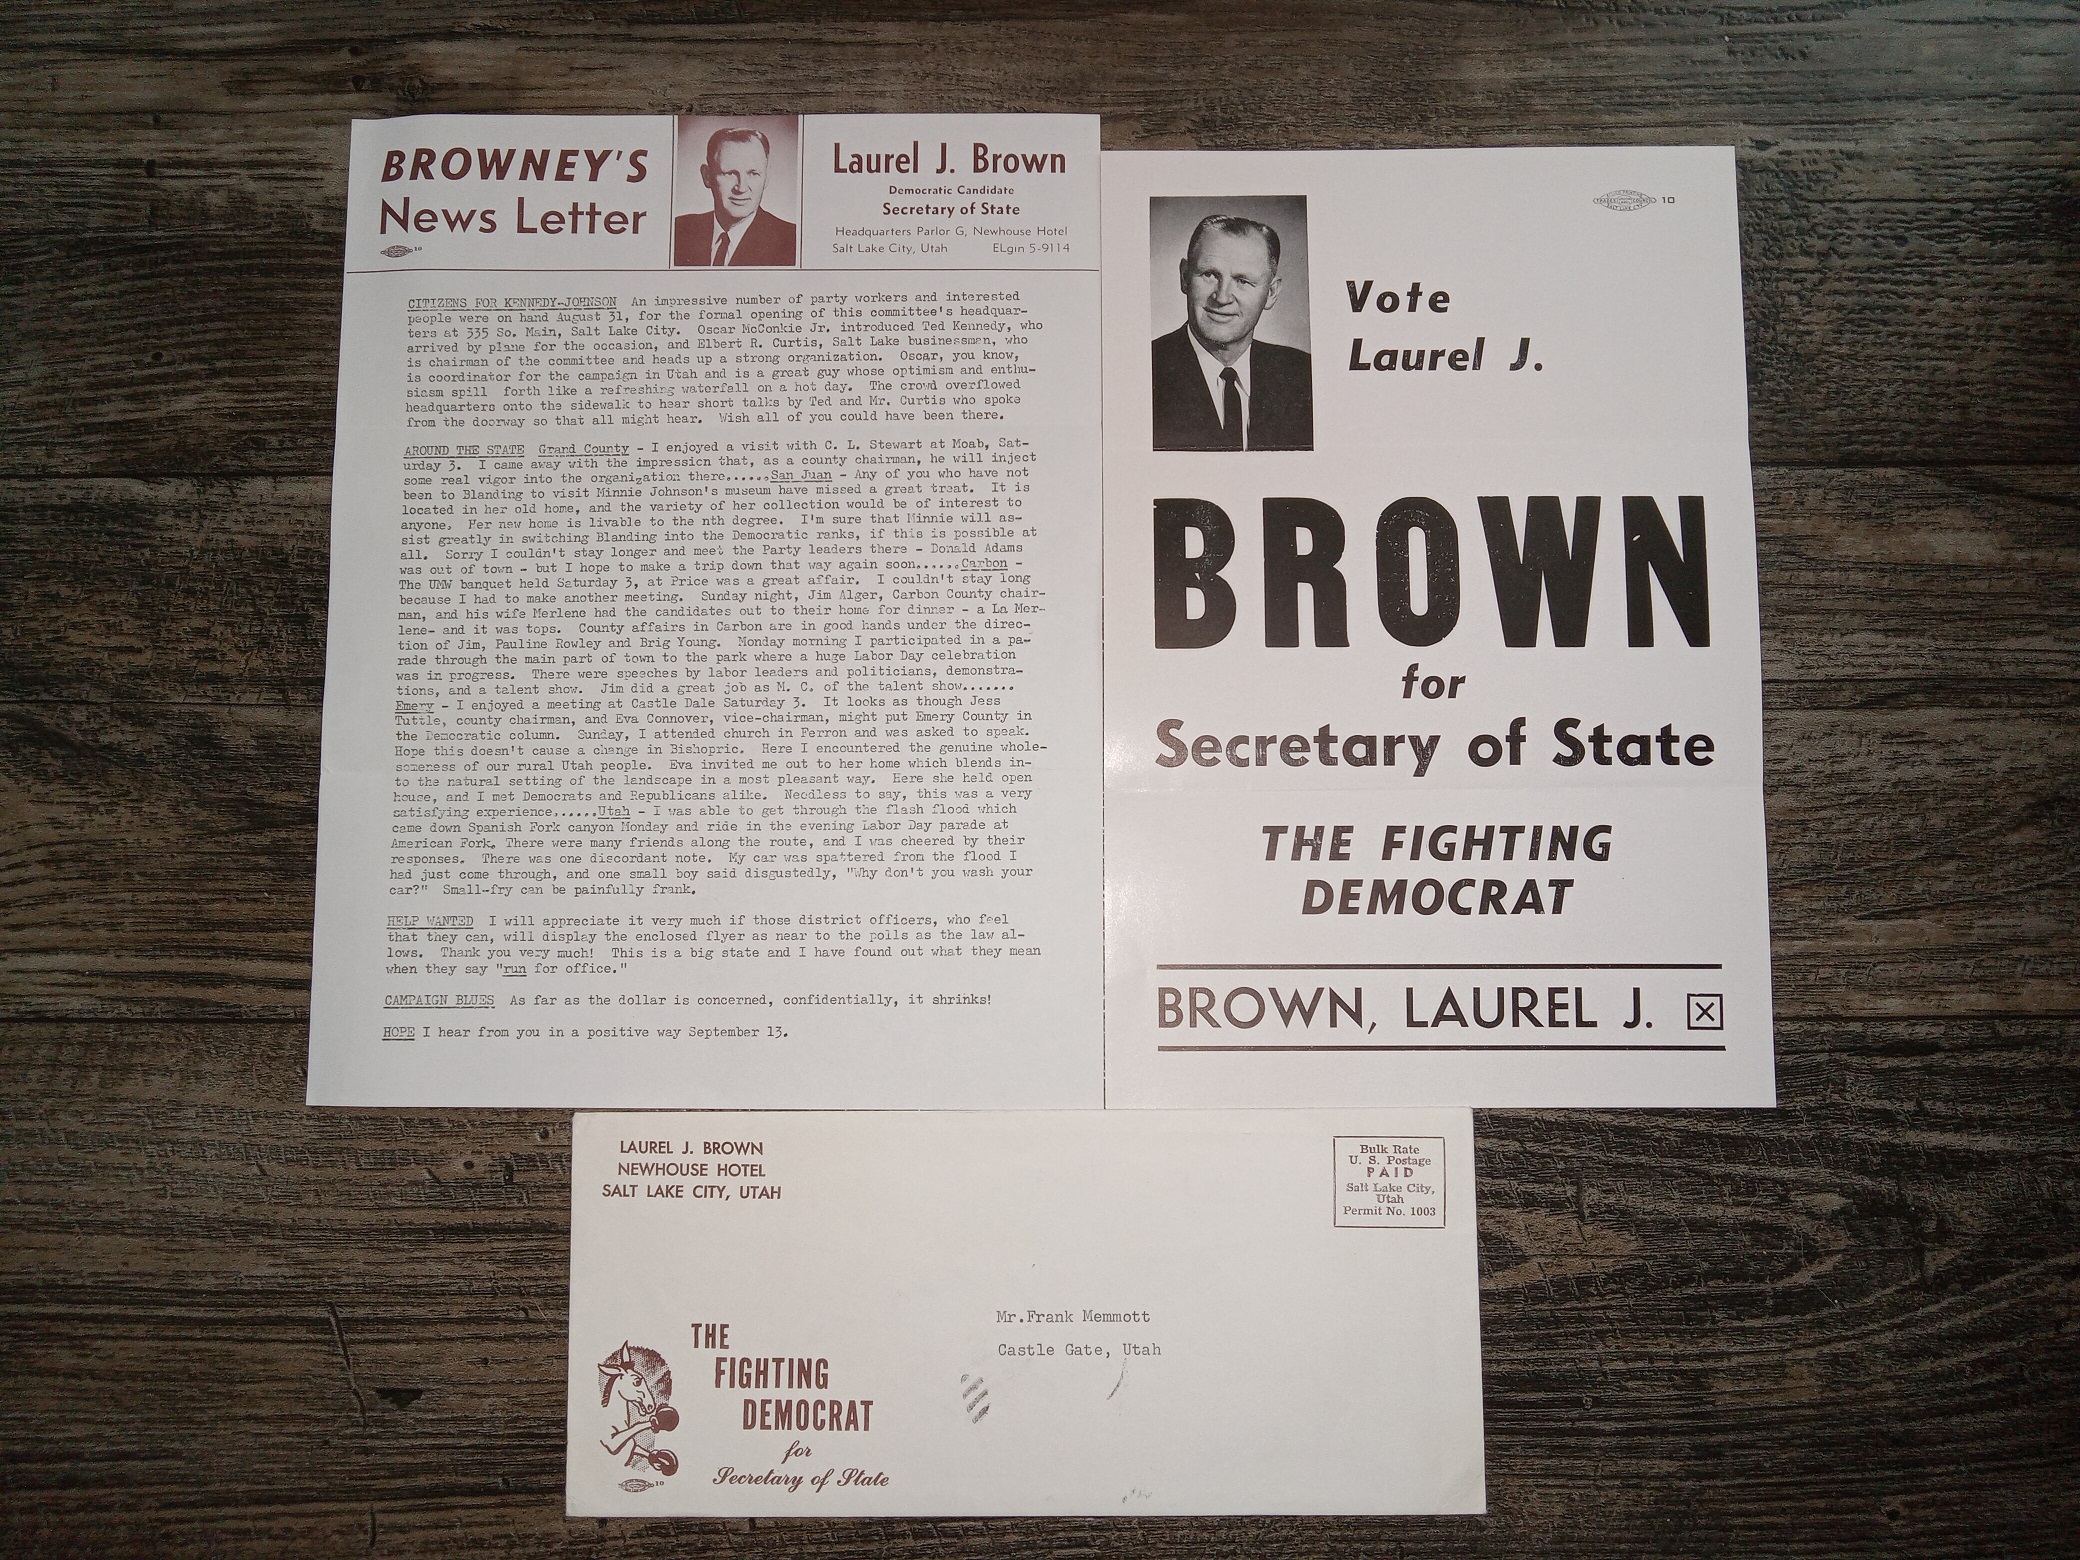 BROWNEY'S
News Letter
10
Laurel J. Brown
Democratic Candidate
Secretary of State
Headquarters Parlor G, Newhouse Hotel
Salt Lake City, Utah ELgin 5-9114
CITIZENS FOR KENNEDY-JOHNSON An impressive number of party workers and interested
people were on hand August 31, for the formal opening of this committee's headquar-
ters at 335 So. Main, Salt Lake City. Oscar McConkie Jr. introduced Ted Kennedy, who
arrived by plane for the occasion, and Elbert R. Curtis, Salt Lake businessman, who
is chairman of the committee and heads up a strong organization. Oscar, you know,
is coordinator for the campaign in Utah and is a great guy whose optimism and enthu-
siasm spill forth like a refreshing waterfall on a hot day. The crowd overflowed
headquarters onto the sidewalk to hear short talks by Ted and Mr. Curtis who spoke
from the doorway so that all might hear. Wish all of you could have been there.
AROUND THE STATE Grand County - I enjoyed a visit with C. L. Stewart at Moab, Sat-
urday 3. I came away with the impression that, as a county chairman, he will inject
some real vigor into the organization there......San Juan - Any of you who have not
been to Blanding to visit Minnie Johnson's museum have missed a great treat. It is
located in her old home, and the variety of her collection would be of interest to
anyone. Her new home is livable to the nth degree. I'm sure that Minnie will as-
sist greatly in switching Blanding into the Democratic ranks, if this is possible at
all. Sorry I couldn't stay longer and meet the Party leaders there - Donald Adams
was out of town - but I hope to make a trip down that way again soon......Carbon -
The UMW banquet held Saturday 3, at Price was a great affair. I couldn't stay long
because I had to make another meeting. Sunday night, Jim Alger, Carbon County chair-
man, and his wife Merlene had the candidates out to their home for dinner - a La Mer-
lene- and it was tops. County affairs in Carbon are in good hands under the direc-
tion of Jim, Pauline Rowley and Brig Young. Monday morning I participated in a pa-
rade through the main part of town to the park where a huge Labor Day celebration
was in progress. There were speeches by labor leaders and politicians, demonstra-
tions, and a talent show. Jim did a great job as M. C. of the talent show.......
Emery - I enjoyed a meeting at Castle Dale Saturday 3. It looks as though Jess
Tuttle, county chairman, and Eva Connover, vice-chairman, might put Emery County in
the Democratic column. Sunday, I attended church in Ferron and was asked to speak.
Hope this doesn't cause a change in Bishopric. Here I encountered the genuine whole-
someness of our rural Utah people. Eva invited me out to her home which blends in-
to the natural setting of the landscape in a most pleasant way. Here she held open
house, and I met Democrats and Republicans alike. Needless to say, this was a very
satisfying experience......Utah - I was able to get through the flash flood which
came down Spanish Fork canyon Monday and ride in the evening Labor Day parade at
American Fork. There were many friends along the route, and I was cheered by their
responses. There was one discordant note. My car was spattered from the flood I
had just come through, and one small boy said disgustedly, "Why don't you wash your
car?" Small-fry can be painfully frank.
HELP WANTED I will appreciate it very much if those district officers, who feel
that they can, will display the enclosed flyer as near to the polls as the law al-
lows. Thank you very much! This is a big state and I have found out what they mean
when they say "run for office."
CAMPAIGN BLUES As far as the dollar is concerned, confidentially, it shrinks!
HOPE I hear from you in a positive way September 13.
10
Vote
Laurel J.
BROWN
for
Secretary of State
THE FIGHTING
DEMOCRAT
BROWN, LAUREL J. X
LAUREL J. BROWN
NEWHOUSE HOTEL
SALT LAKE CITY, UTAH
Bulk Rate
U. S. Postage
PAID
Salt Lake City,
Utah
Permit No. 1003
Mr.Frank Memmott
Castle Gate, Utah
THE
FIGHTING
DEMOCRAT
for
Secretary of State
10